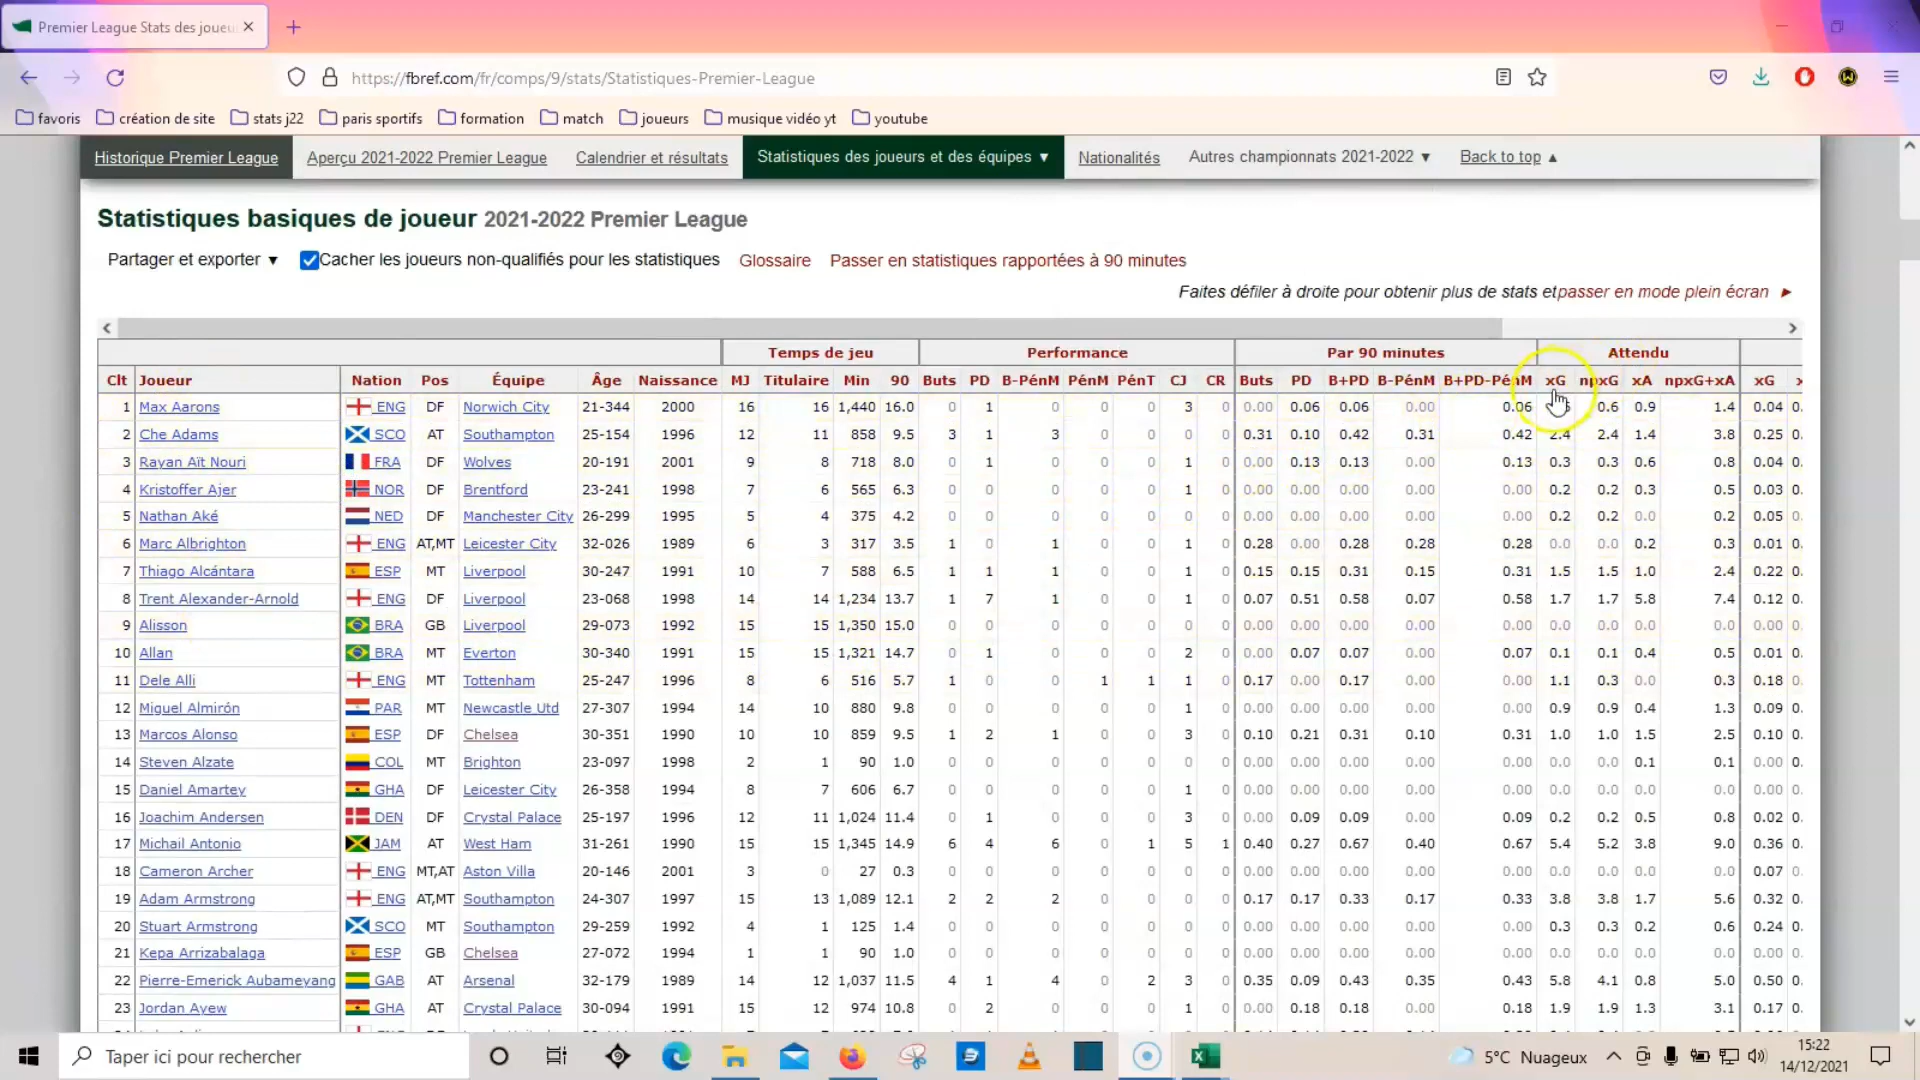 Premier League Stats des joueu
https://fbref.com/fr/comps/9/stats/Statistiques-Premier-League
favoris création de site stats j22 paris sportifs formation match joueurs musique vidéo yt youtube
Historique Premier League Aperçu 2021-2022 Premier League Calendrier et résultats Statistiques des joueurs et des équipes ▼ Nationalités Autres championnats 2021-2022 ▼ Back to top ▲
Statistiques basiques de joueur 2021-2022 Premier League
Partager et exporter ▼ Cacher les joueurs non-qualifiés pour les statistiques Glossaire Passer en statistiques rapportées à 90 minutes
Faites défiler à droite pour obtenir plus de stats et passer en mode plein écran ►
Temps de jeu Performance Par 90 minutes Attendu
Clt Joueur Nation Pos Équipe Âge Naissance MJ Titulaire Min 90 Buts PD B-PénM PénM PénT CJ CR Buts PD B+PD B-PénM B+PD-PénM xG npxG xA npxG+xA xG
1 Max Aarons ENG DF Norwich City 21-344 2000 16 16 1,440 16.0 0 1 0 0 0 3 0 0.00 0.06 0.06 0.00 0.06 0.6 0.9 1.4 0.04 0.
2 Che Adams SCO AT Southampton 25-154 1996 12 11 858 9.5 3 1 3 0 0 0 0 0.31 0.10 0.42 0.31 0.42 2.4 2.4 1.4 3.8 0.25 0.
3 Rayan Aït Nouri FRA DF Wolves 20-191 2001 9 8 718 8.0 0 1 0 0 0 1 0 0.00 0.13 0.13 0.00 0.13 0.3 0.3 0.6 0.8 0.04 0.
4 Kristoffer Ajer NOR DF Brentford 23-241 1998 7 6 565 6.3 0 0 0 0 0 1 0 0.00 0.00 0.00 0.00 0.00 0.2 0.2 0.3 0.5 0.03 0.
5 Nathan Aké NED DF Manchester City 26-299 1995 5 4 375 4.2 0 0 0 0 0 0 0 0.00 0.00 0.00 0.00 0.00 0.2 0.2 0.0 0.2 0.05 0.
6 Marc Albrighton ENG AT,MT Leicester City 32-026 1989 6 3 317 3.5 1 0 1 0 0 1 0 0.28 0.00 0.28 0.28 0.28 0.0 0.0 0.2 0.3 0.01 0.
7 Thiago Alcántara ESP MT Liverpool 30-247 1991 10 7 588 6.5 1 1 1 0 0 1 0 0.15 0.15 0.31 0.15 0.31 1.5 1.5 1.0 2.4 0.22 0.
8 Trent Alexander-Arnold ENG DF Liverpool 23-068 1998 14 14 1,234 13.7 1 7 1 0 0 1 0 0.07 0.51 0.58 0.07 0.58 1.7 1.7 5.8 7.4 0.12 0.
9 Alisson BRA GB Liverpool 29-073 1992 15 15 1,350 15.0 0 0 0 0 0 0 0 0.00 0.00 0.00 0.00 0.00 0.0 0.0 0.0 0.0 0.00 0.
10 Allan BRA MT Everton 30-340 1991 15 15 1,321 14.7 0 1 0 0 0 2 0 0.00 0.07 0.07 0.00 0.07 0.1 0.1 0.4 0.5 0.01 0.
11 Dele Alli ENG MT Tottenham 25-247 1996 8 6 516 5.7 1 0 0 1 1 1 0 0.17 0.00 0.17 0.00 0.00 1.1 0.3 0.0 0.3 0.18 0.
12 Miguel Almirón PAR MT Newcastle Utd 27-307 1994 14 10 880 9.8 0 0 0 0 0 1 0 0.00 0.00 0.00 0.00 0.00 0.9 0.9 0.4 1.3 0.09 0.
13 Marcos Alonso ESP DF Chelsea 30-351 1990 10 10 859 9.5 1 2 1 0 0 3 0 0.10 0.21 0.31 0.10 0.31 1.0 1.0 1.5 2.5 0.10 0.
14 Steven Alzate COL MT Brighton 23-097 1998 2 1 90 1.0 0 0 0 0 0 0 0 0.00 0.00 0.00 0.00 0.00 0.0 0.0 0.1 0.1 0.00 0.
15 Daniel Amartey GHA DF Leicester City 26-358 1994 8 7 606 6.7 0 0 0 0 0 1 0 0.00 0.00 0.00 0.00 0.00 0.0 0.0 0.0 0.0 0.00 0.
16 Joachim Andersen DEN DF Crystal Palace 25-197 1996 12 11 1,024 11.4 0 1 0 0 0 3 0 0.00 0.09 0.09 0.00 0.09 0.2 0.2 0.5 0.8 0.02 0.
17 Michail Antonio JAM AT West Ham 31-261 1990 15 15 1,345 14.9 6 4 6 0 1 5 1 0.40 0.27 0.67 0.40 0.67 5.4 5.2 3.8 9.0 0.36 0.
18 Cameron Archer ENG MT,AT Aston Villa 20-146 2001 3 0 27 0.3 0 0 0 0 0 0 0 0.00 0.00 0.00 0.00 0.00 0.0 0.0 0.0 0.0 0.07 0.
19 Adam Armstrong ENG AT,MT Southampton 24-307 1997 15 13 1,089 12.1 2 2 2 0 0 0 0 0.17 0.17 0.33 0.17 0.33 3.8 3.8 1.7 5.6 0.32 0.
20 Stuart Armstrong SCO MT Southampton 29-259 1992 4 1 125 1.4 0 0 0 0 0 0 0 0.00 0.00 0.00 0.00 0.00 0.3 0.3 0.2 0.6 0.24 0.
21 Kepa Arrizabalaga ESP GB Chelsea 27-072 1994 1 1 90 1.0 0 0 0 0 0 0 0 0.00 0.00 0.00 0.00 0.00 0.0 0.0 0.0 0.0 0.00 0.
22 Pierre-Emerick Aubameyang GAB AT Arsenal 32-179 1989 14 12 1,037 11.5 4 1 4 0 2 3 0 0.35 0.09 0.43 0.35 0.43 5.8 4.1 0.8 5.0 0.50 0.
23 Jordan Ayew GHA AT Crystal Palace 30-094 1991 15 12 974 10.8 0 2 0 0 0 1 0 0.00 0.18 0.18 0.00 0.18 1.9 1.9 1.3 3.1 0.17 0.
Taper ici pour rechercher 5°C Nuageux 15:22
14/12/2021